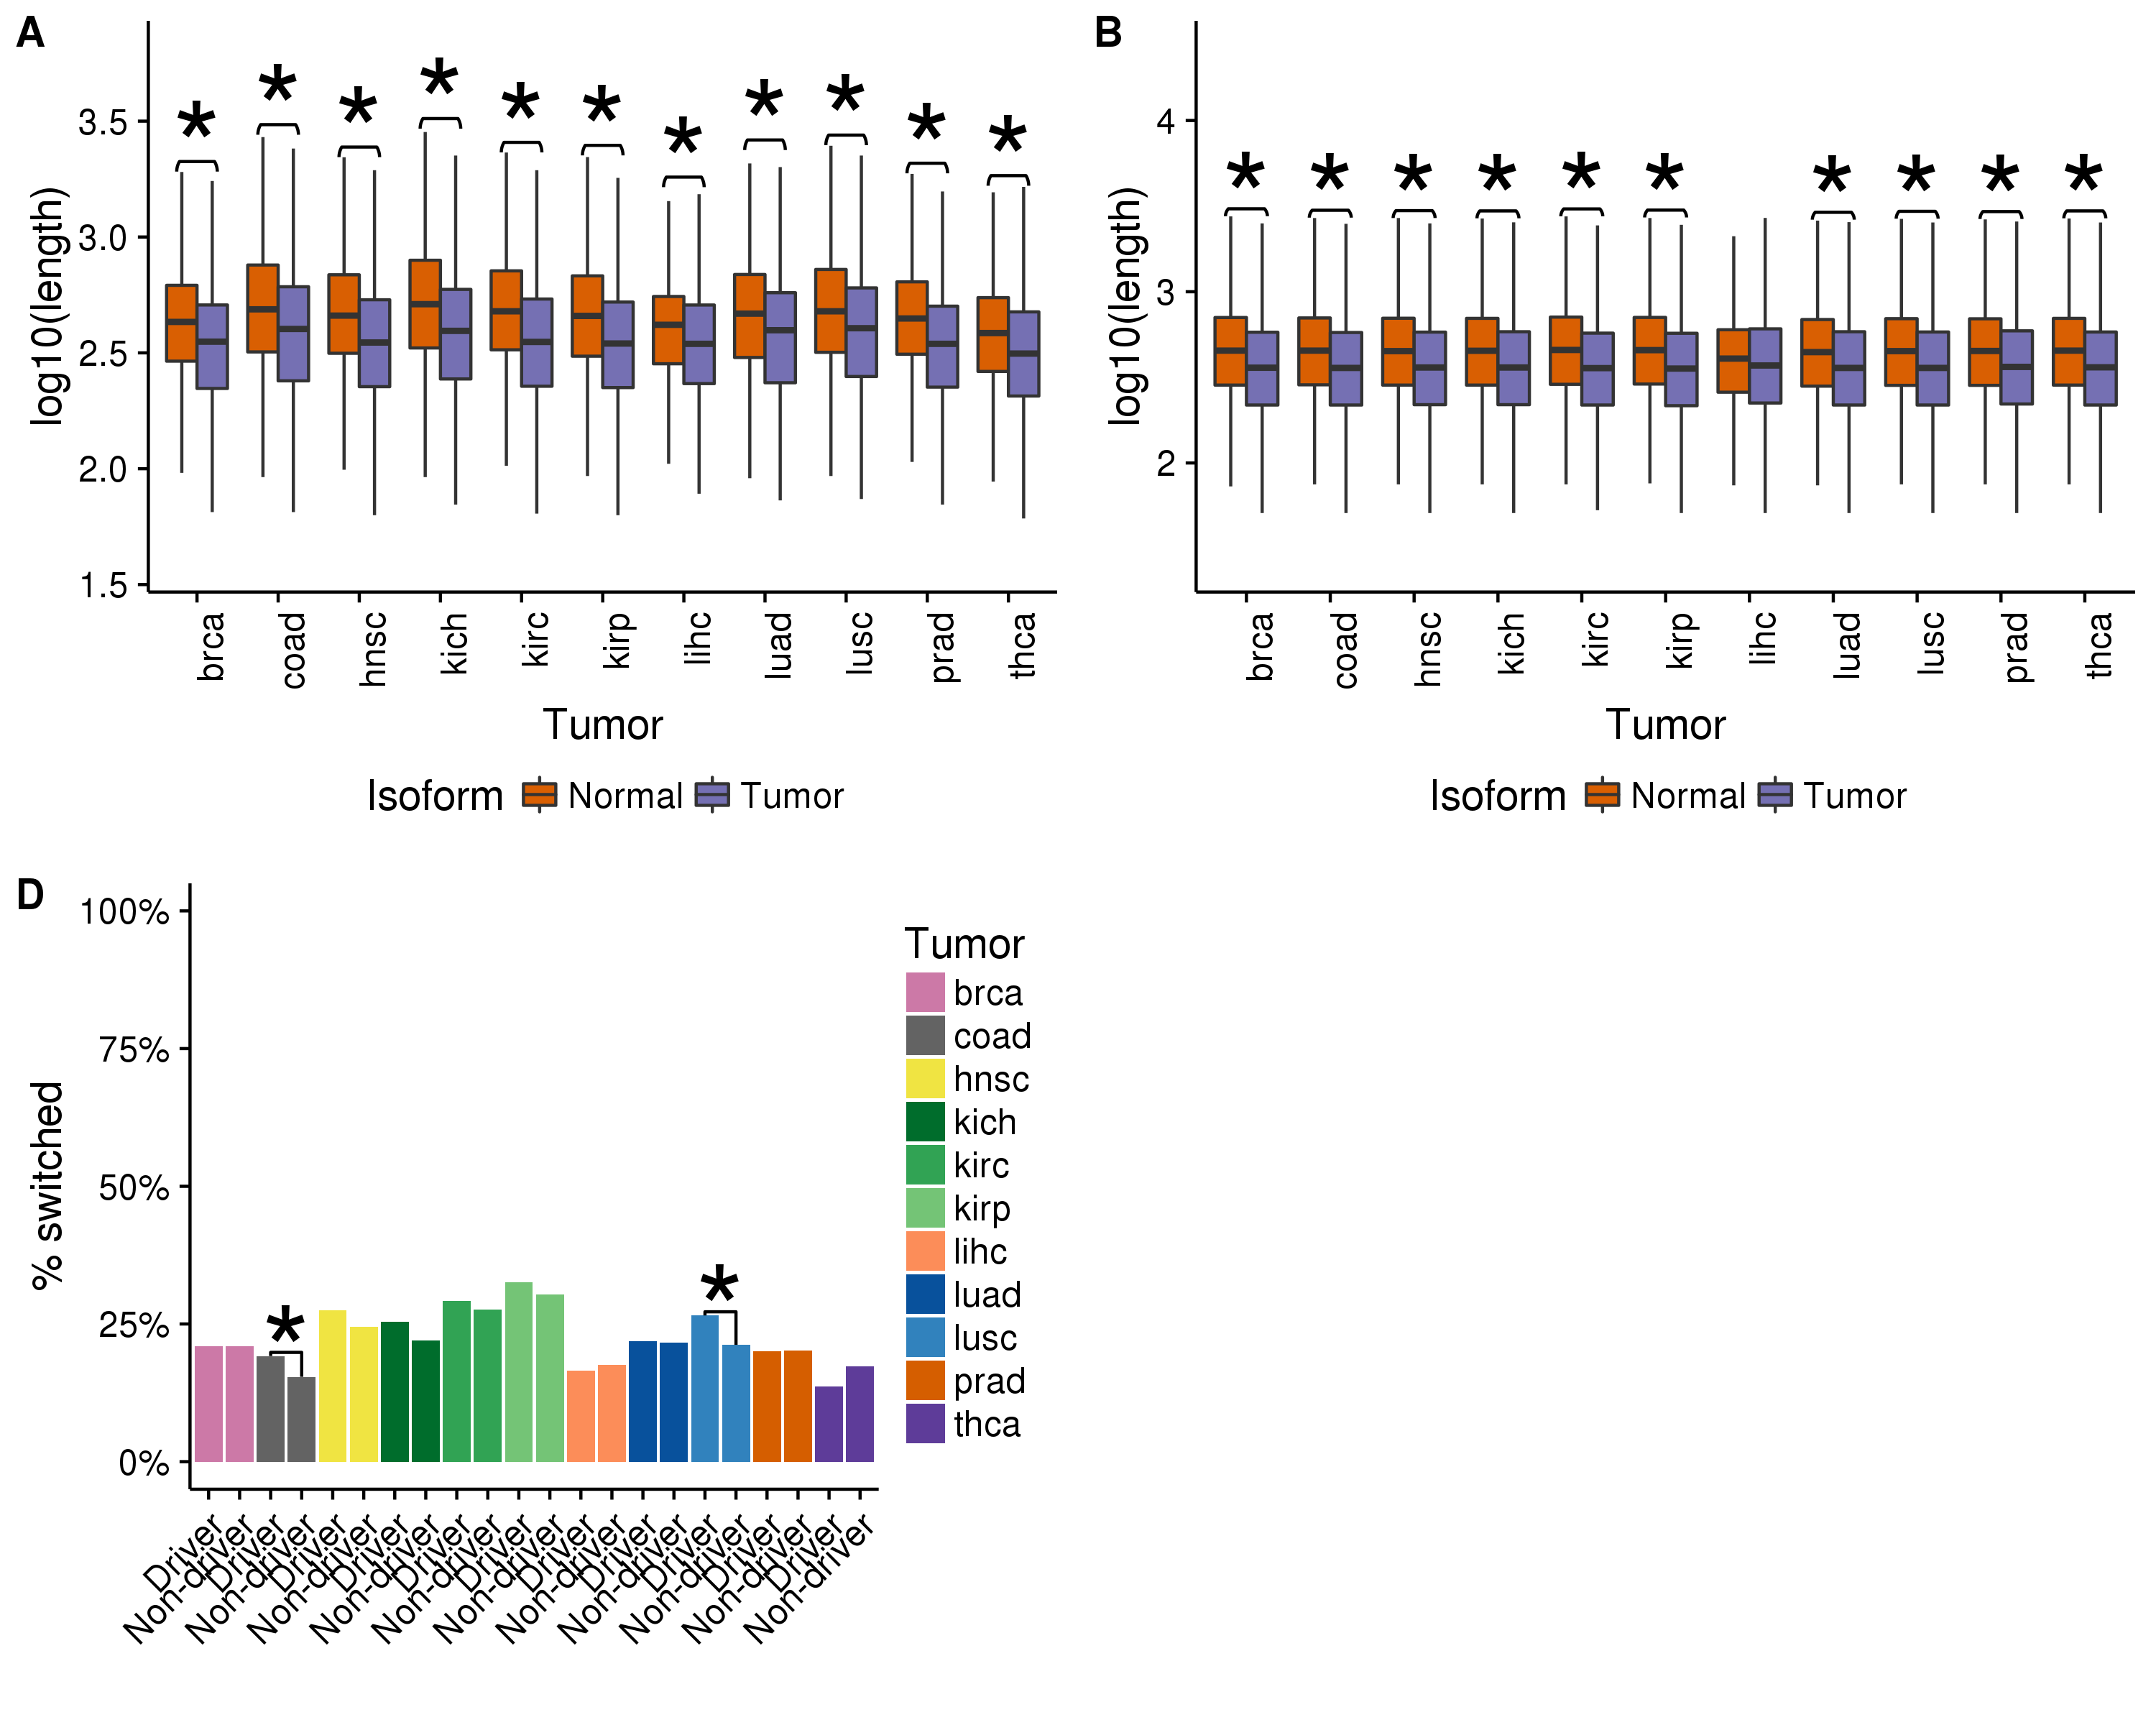 A
log10(length)
3.5
3.0
2.5
2.0
1.5
*
*
*
*
*
*
*
*
*
*
*
brca
coad
hnsc
kich
kirc
kirp
lihc
luad
lusc
prad
thca
Tumor
Isoform Normal Tumor
B
log10(length)
4
3
2
*
*
*
*
*
*
*
*
*
*
brca
coad
hnsc
kich
kirc
kirp
lihc
luad
lusc
prad
thca
Tumor
Isoform Normal Tumor
D
% switched
100%
75%
50%
25%
0%
*
*
Driver
Non-driver
Driver
Non-driver
Driver
Non-driver
Driver
Non-driver
Driver
Non-driver
Driver
Non-driver
Driver
Non-driver
Driver
Non-driver
Driver
Non-driver
Driver
Non-driver
Driver
Non-driver
Tumor
brca
coad
hnsc
kich
kirc
kirp
lihc
luad
lusc
prad
thca